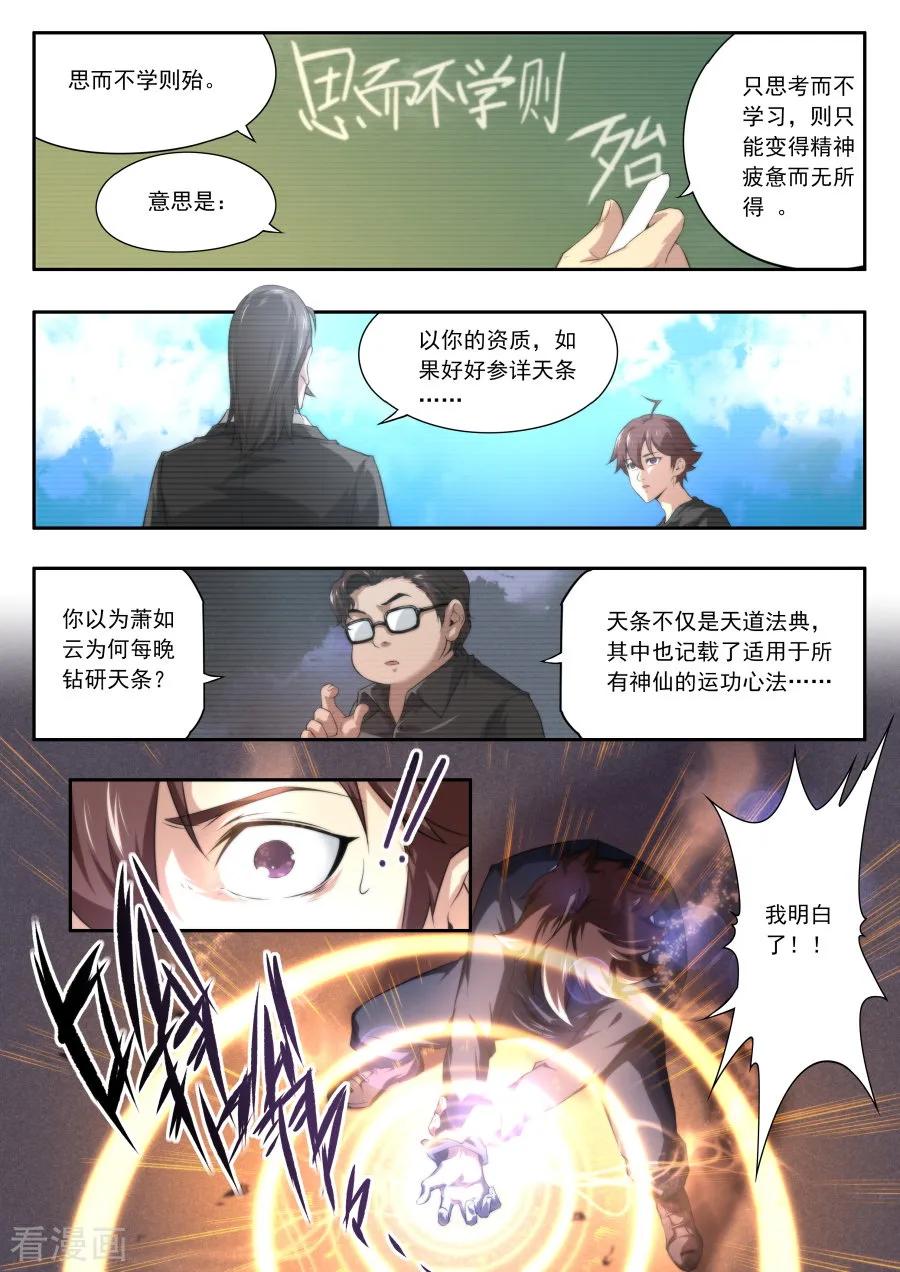 思而不学则殆。
意思是：
思而不学则
殆
只思考而不
学习，则只
能变得精神
疲惫而无所
得 。
以你的资质，如
果好好参详天条
……
你以为萧如
云为何每晚
钻研天条？
天条不仅是天道法典，
其中也记载了适用于所
有神仙的运功心法……
!!
我明白
了！！
看漫画